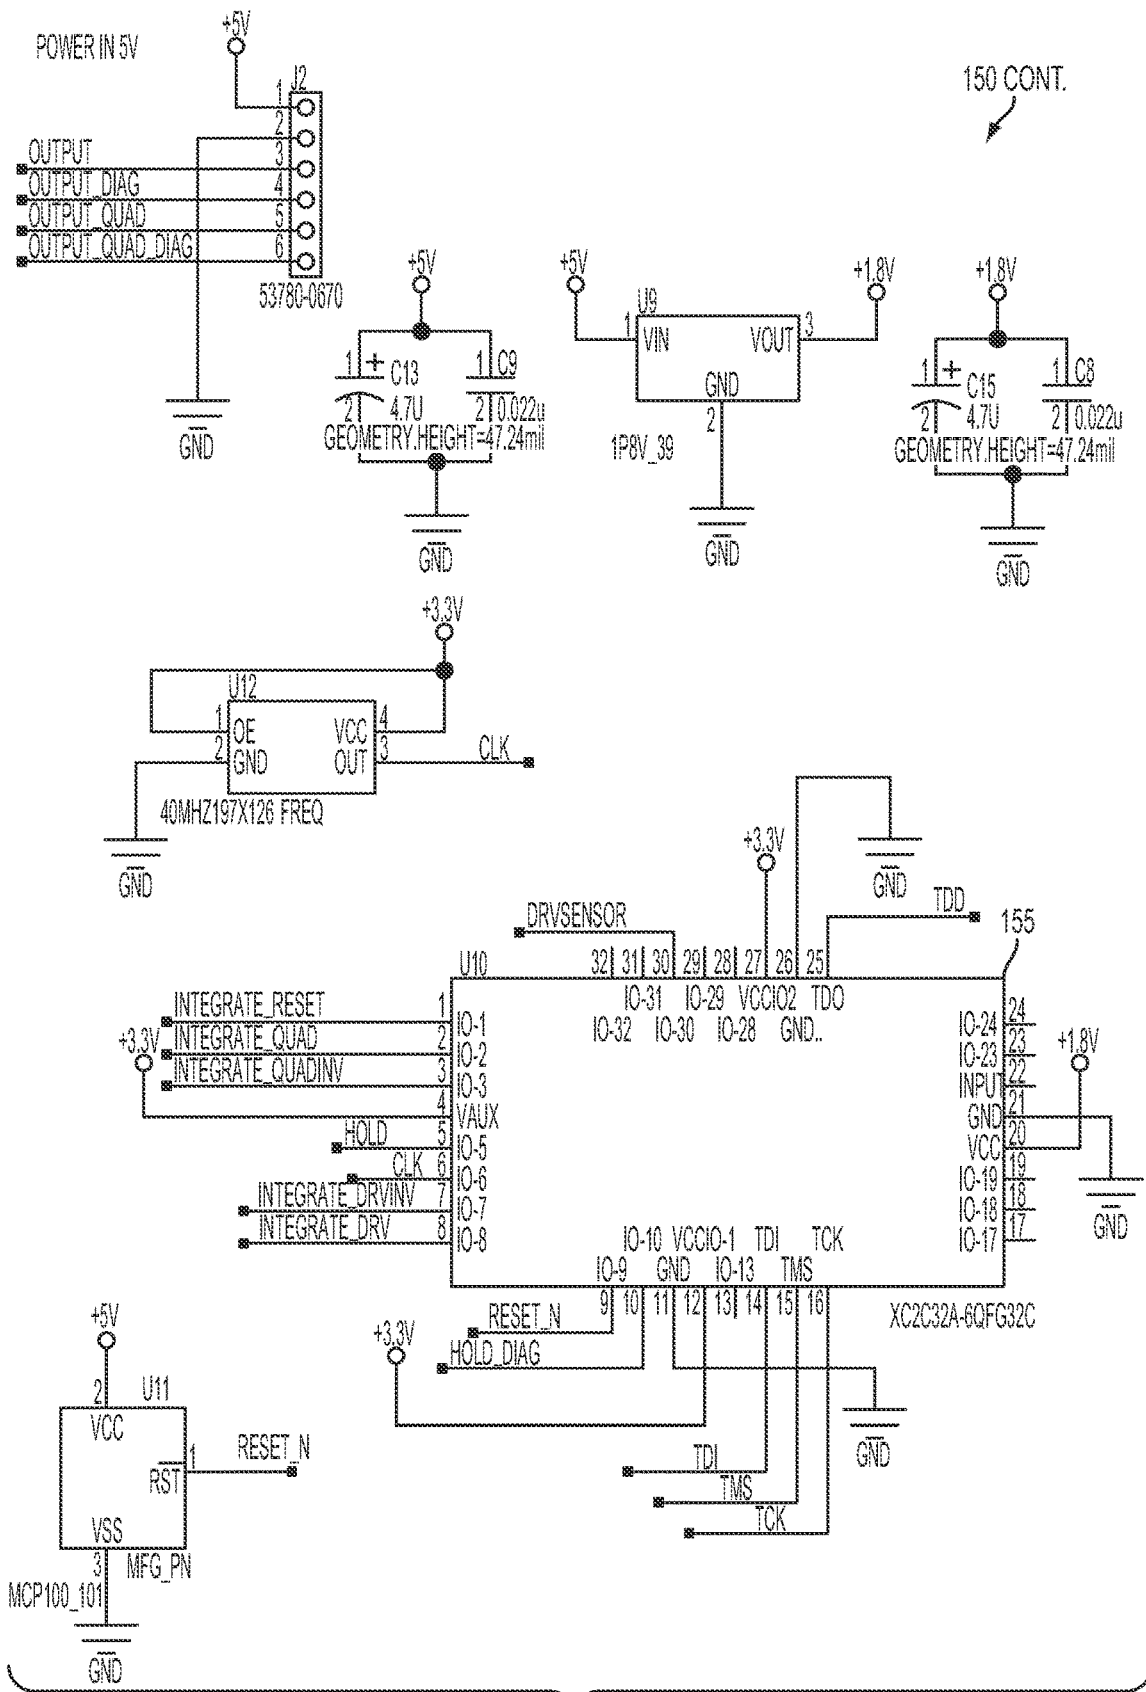 POWER IN 5V
+5V
J2
150 CONT.
1
2
OUTPUT 3
OUTPUT_DIAG 4
OUTPUT_QUAD 5
OUTPUT_QUAD_DIAG 6
53780-0670
GND
+5V
1 + C13 1 C9
2 4.7U 2 0.022u
GEOMETRY.HEIGHT=47.24mil
GND
+5V
+1.8V
U9
1 VIN VOUT 3
GND
2
1P8V_39
GND
+1.8V
1 + C15 1 C8
2 4.7U 2 0.022u
GEOMETRY.HEIGHT=47.24mil
GND
+3.3V
U12
1 OE VCC 4
2 GND OUT 3 CLK
40MHZ197X126 FREQ
GND
+3.3V
GND
DRVSENSOR
TDD
155
U10
32 31 30 29 28 27 26 25
IO-31 IO-29 VCCIO2 TDO
IO-32 IO-30 IO-28 GND..
INTEGRATE_RESET 1 IO-1
INTEGRATE_QUAD 2 IO-2
+3.3V
INTEGRATE_QUADINV 3 IO-3
4 VAUX
HOLD 5 IO-5
CLK 6 IO-6
INTEGRATE_DRVINV 7 IO-7
INTEGRATE_DRV 8 IO-8
IO-24 24
IO-23 23
INPUT 22
GND 21
VCC 20
IO-19 19
IO-18 18
IO-17 17
+1.8V
GND
IO-10 VCCIO-1 TDI TCK
IO-9 GND IO-13 TMS
9 10 11 12 13 14 15 16
XC2C32A-6QFG32C
RESET_N
HOLD_DIAG
+3.3V
GND
TDI
TMS
TCK
+5V
2 U11
VCC
RST 1 RESET_N
VSS
3 MFG_PN
MCP100_101
GND